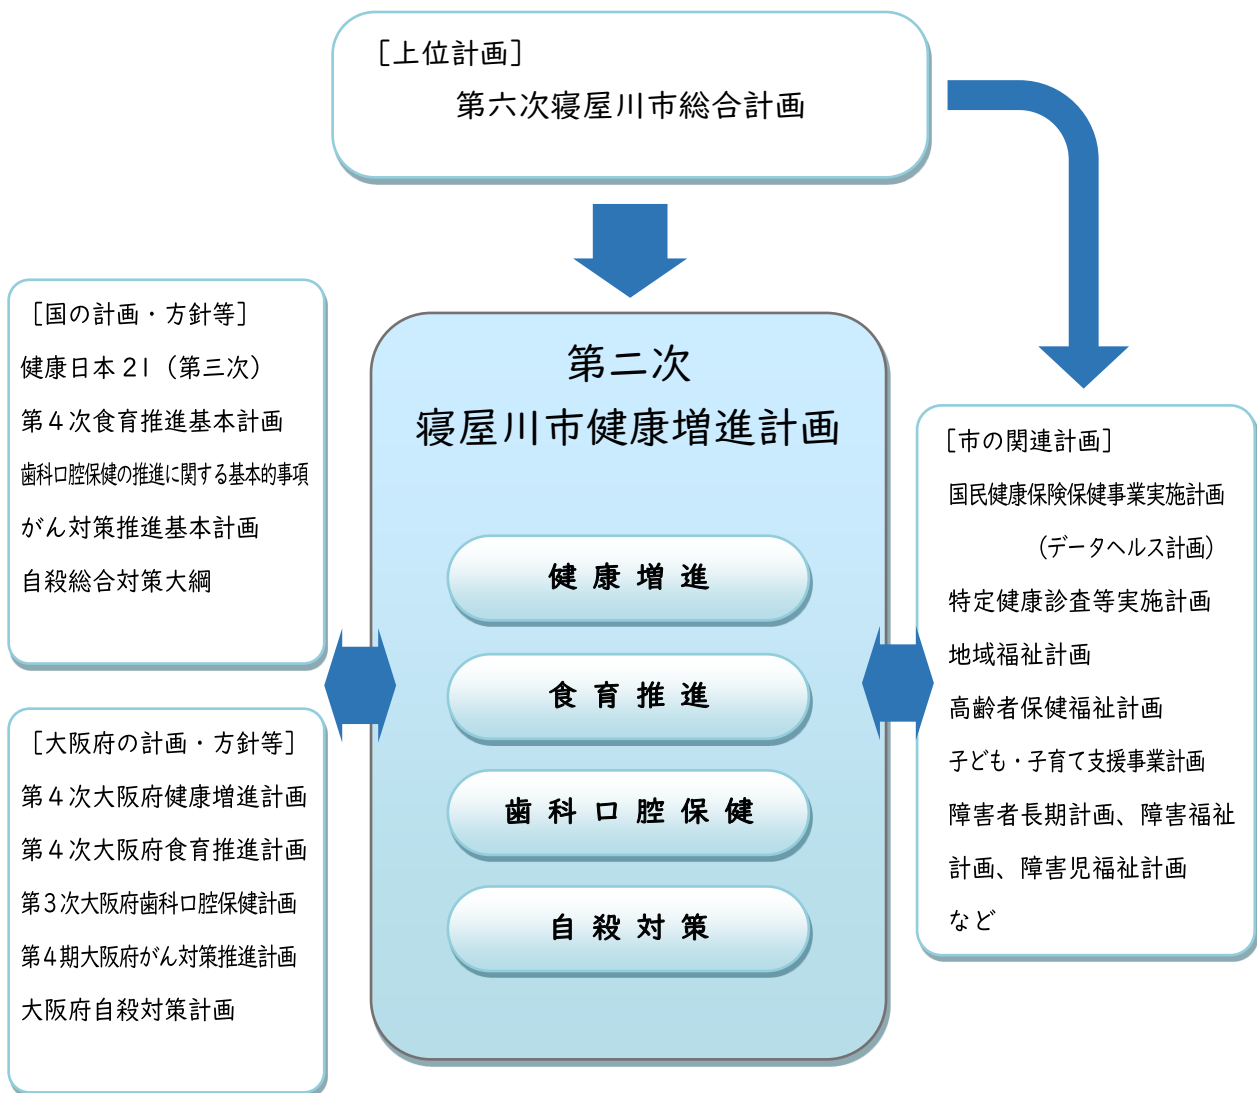 ［上位計画］
第六次寝屋川市総合計画
［国の計画・方針等］
健康日本21（第三次）
第４次食育推進基本計画
歯科口腔保健の推進に関する基本的事項
がん対策推進基本計画
自殺総合対策大綱
［大阪府の計画・方針等］
第４次大阪府健康増進計画
第４次大阪府食育推進計画
第３次大阪府歯科口腔保健計画
第４期大阪府がん対策推進計画
大阪府自殺対策計画
第二次
寝屋川市健康増進計画
健康増進
食育推進
歯科口腔保健
自殺対策
［市の関連計画］
国民健康保険保健事業実施計画
（データヘルス計画）
特定健康診査等実施計画
地域福祉計画
高齢者保健福祉計画
子ども・子育て支援事業計画
障害者長期計画、障害福祉
計画、障害児福祉計画
など